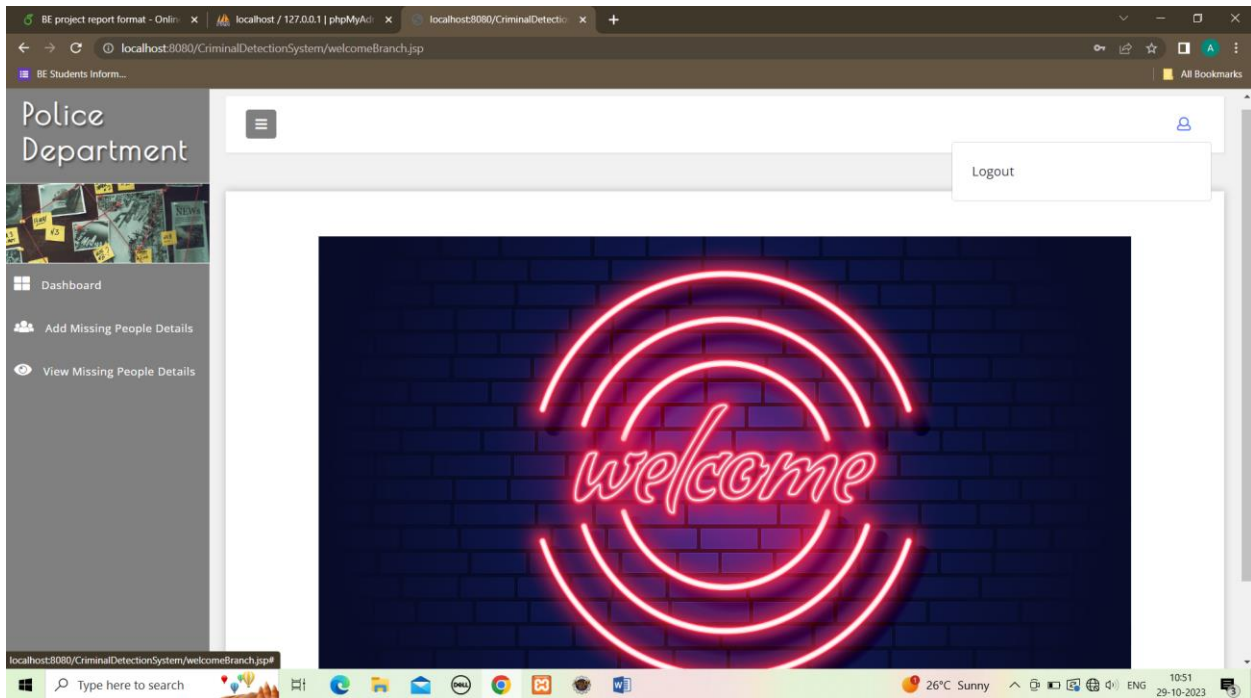 BE project report format - Onlin
localhost / 127.0.0.1 | phpMyAd
localhost:8080/CriminalDetectio
localhost:8080/CriminalDetectionSystem/welcomeBranch.jsp
A
BE Students Inform...
All Bookmarks
Police
Department
Logout
NEWS
Dashboard
Add Missing People Details
View Missing People Details
welcome
localhost:8080/CriminalDetectionSystem/welcomeBranch.jsp#
Type here to search
DELL
W
26°C Sunny
ENG
10:51
29-10-2023